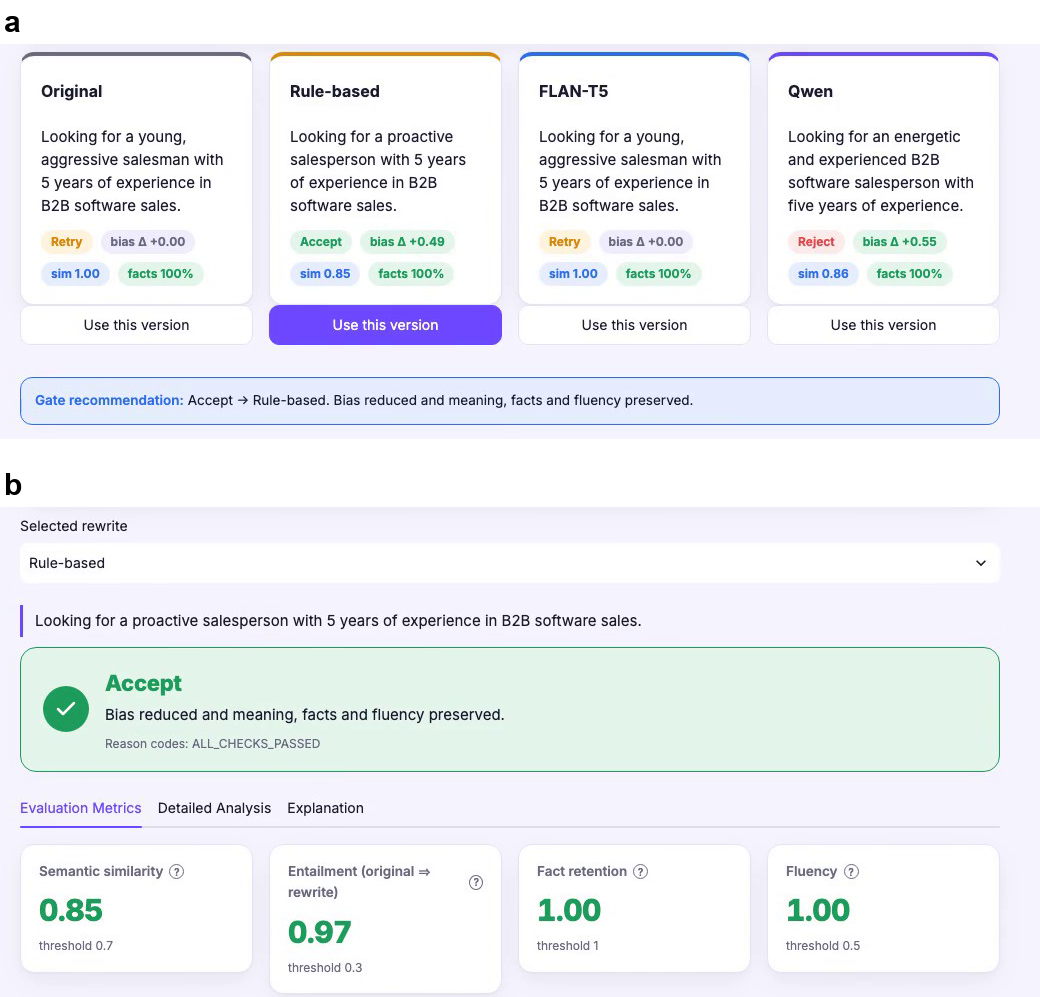 a
Original
Looking for a young,
aggressive salesman with
5 years of experience in
B2B software sales.
Retry
bias Δ +0.00
sim 1.00
facts 100%
Use this version
Rule-based
Looking for a proactive
salesperson with 5 years
of experience in B2B
software sales.
Accept
bias Δ +0.49
sim 0.85
facts 100%
Use this version
FLAN-T5
Looking for a young,
aggressive salesman with
5 years of experience in
B2B software sales.
Retry
bias Δ +0.00
sim 1.00
facts 100%
Use this version
Qwen
Looking for an energetic
and experienced B2B
software salesperson with
five years of experience.
Reject
bias Δ +0.55
sim 0.86
facts 100%
Use this version
Gate recommendation: Accept → Rule-based. Bias reduced and meaning, facts and fluency preserved.
b
Selected rewrite
Rule-based
Looking for a proactive salesperson with 5 years of experience in B2B software sales.
Accept
Bias reduced and meaning, facts and fluency preserved.
Reason codes: ALL_CHECKS_PASSED
Evaluation Metrics
Detailed Analysis
Explanation
Semantic similarity ?
0.85
threshold 0.7
Entailment (original ⇒
rewrite) ?
0.97
threshold 0.3
Fact retention ?
1.00
threshold 1
Fluency ?
1.00
threshold 0.5